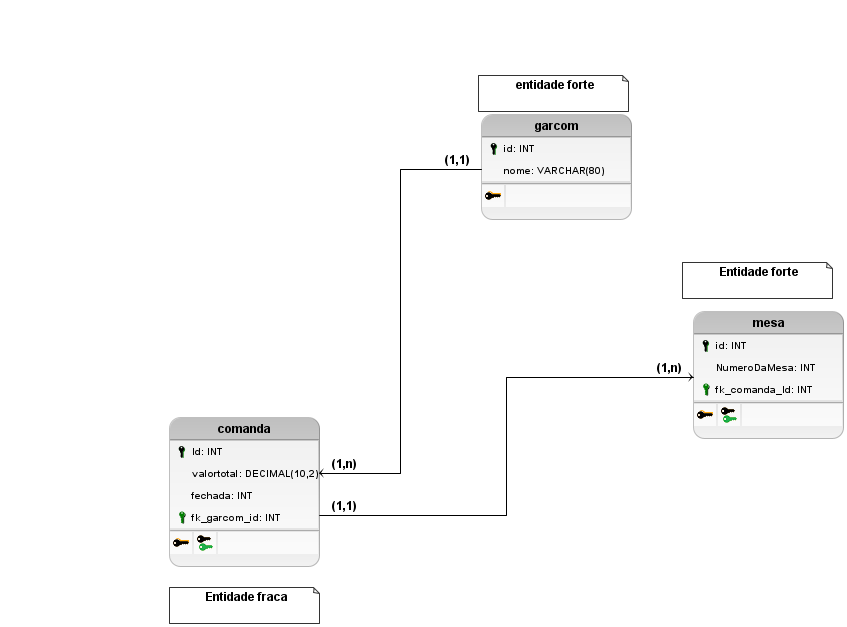 entidade forte
garcom
id: INT
nome: VARCHAR(80)
(1,1)
Entidade forte
mesa
id: INT
NumeroDaMesa: INT
fk_comanda_Id: INT
(1,n)
comanda
Id: INT
valortotal: DECIMAL(10,2)
fechada: INT
fk_garcom_id: INT
(1,n)
(1,1)
Entidade fraca